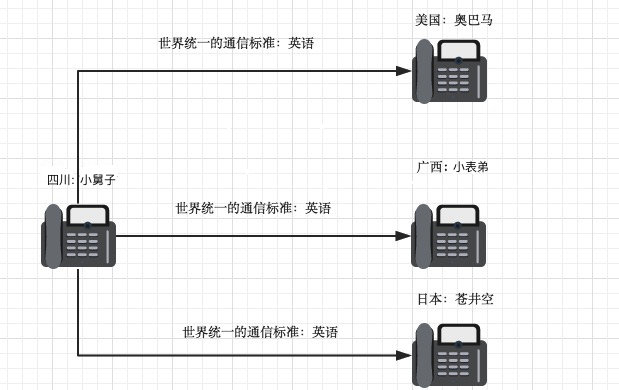 美国：奥巴马
世界统一的通信标准：英语
广西：小表弟
四川: 小舅子
世界统一的通信标准：英语
日本：苍井空
世界统一的通信标准：英语